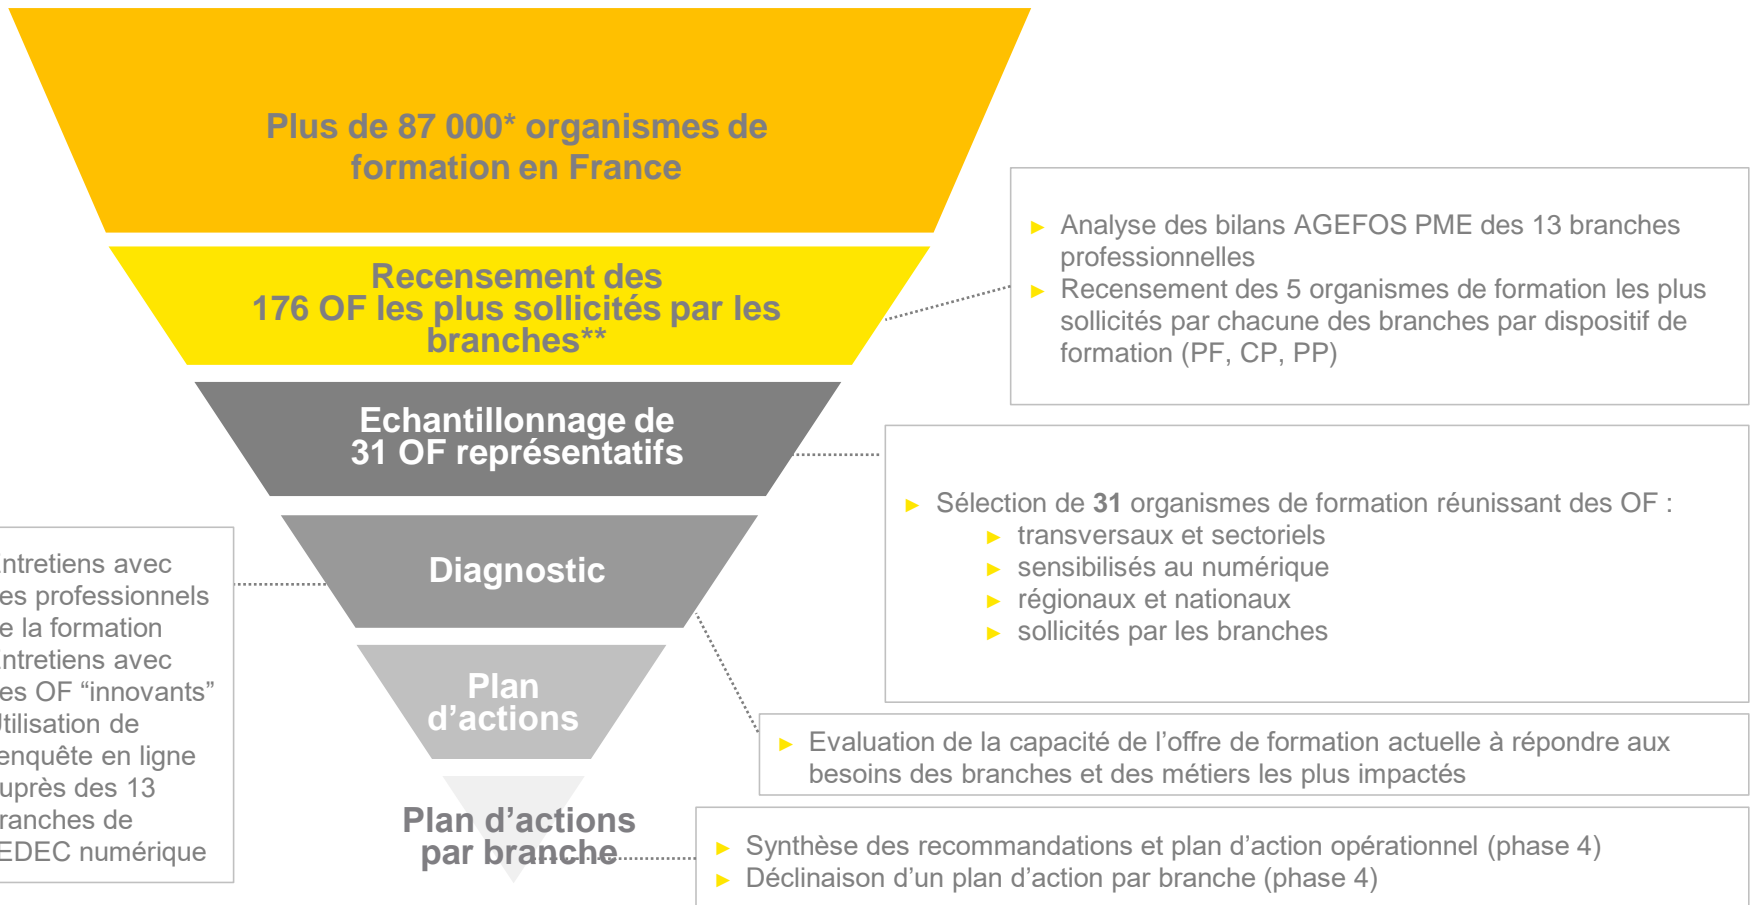 Plus de 87 000* organismes de
formation en France
Recensement des
176 OF les plus sollicités par les
branches**
► Analyse des bilans AGEFOS PME des 13 branches
professionnelles
► Recensement des 5 organismes de formation les plus
sollicités par chacune des branches par dispositif de
formation (PF, CP, PP)
Echantillonnage de
31 OF représentatifs
► Sélection de 31 organismes de formation réunissant des OF :
► transversaux et sectoriels
► sensibilisés au numérique
► régionaux et nationaux
► sollicités par les branches
Diagnostic
ntretiens avec
es professionnels
e la formation
ntretiens avec
es OF “innovants”
tilisation de
enquête en ligne
uprès des 13
ranches de
EDEC numérique
► Evaluation de la capacité de l’offre de formation actuelle à répondre aux
besoins des branches et des métiers les plus impactés
Plan
d’actions
Plan d’actions
par branche
► Synthèse des recommandations et plan d’action opérationnel (phase 4)
► Déclinaison d’un plan d’action par branche (phase 4)